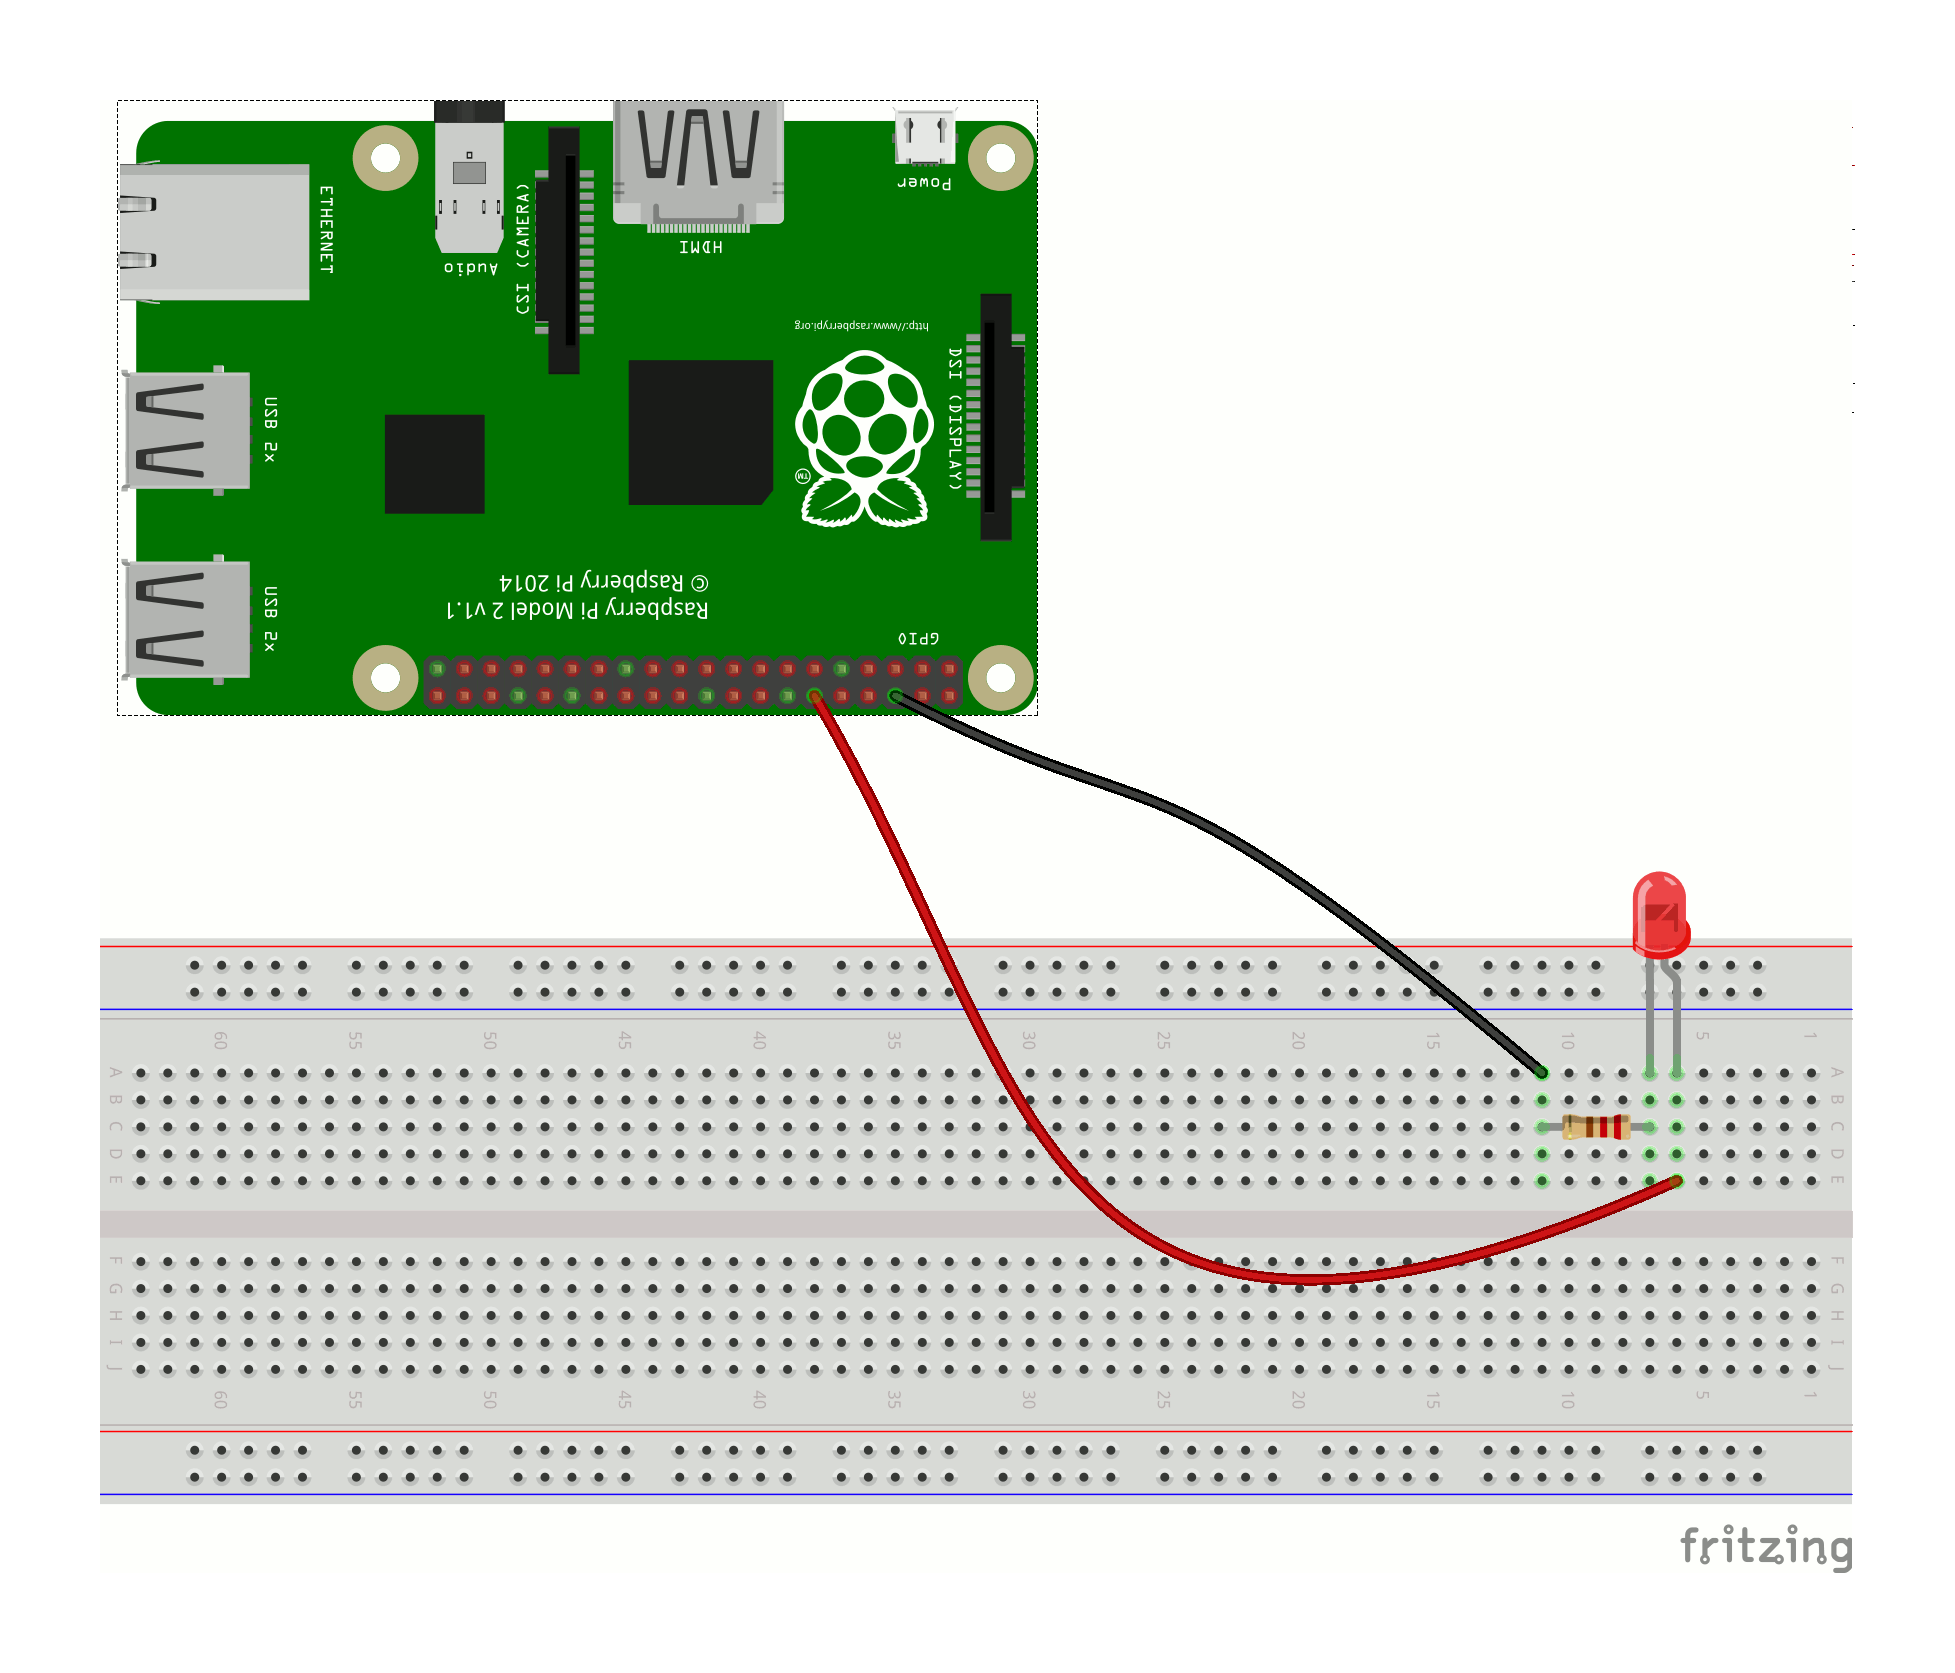 Power
ETHERNET
CSI (CAMERA)
HDMI
Audio
http://www.raspberrypi.org
DSI (DISPLAY)
USB 2x
TM
© Raspberry Pi 2014
Raspberry Pi Model 2 v1.1
USB 2x
GPIO
60 55 50 45 40 35 30 25 20 15 10 5 1
A A
B B
C C
D D
E E
F F
G G
H H
I I
J J
60 55 50 45 40 35 30 25 20 15 10 5 1
fritzing